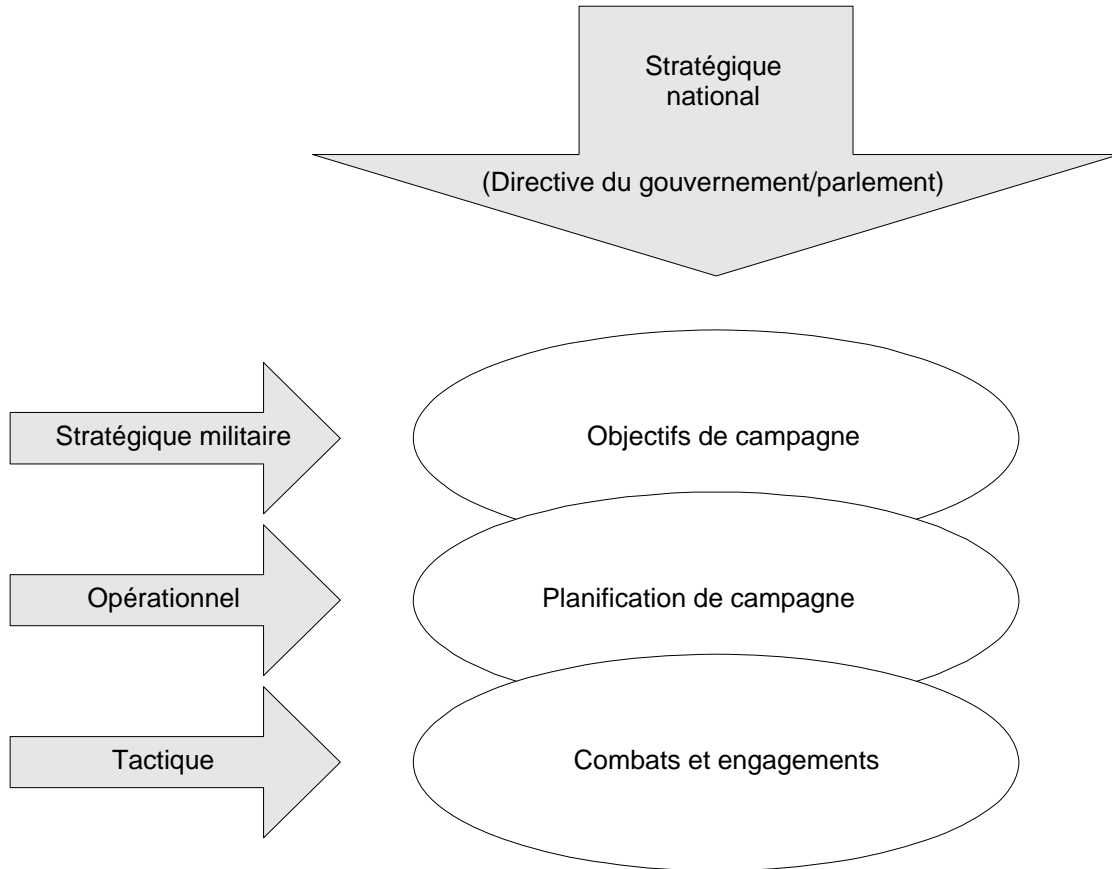 Stratégique
national
(Directive du gouvernement/parlement)
Stratégique militaire
Objectifs de campagne
Opérationnel
Planification de campagne
Tactique
Combats et engagements